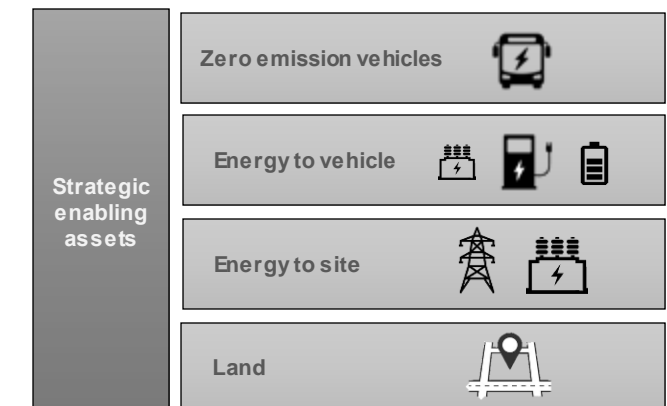 Strategic
enabling
assets
Zero emission vehicles
Energy to vehicle
Energy to site
Land